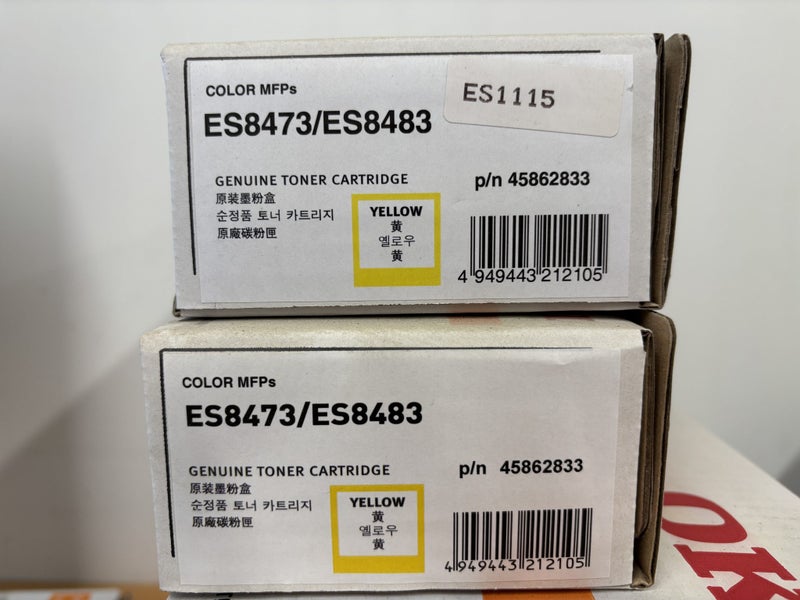 COLOR MFPs
ES8473/ES8483
ES1115
GENUINE TONER CARTRIDGE
原装墨粉盒
순정품 토너 카트리지
原廠碳粉匣
p/n 45862833
YELLOW
黄
옐로우
黄
4 949443 212105
COLOR MFPs
ES8473/ES8483
GENUINE TONER CARTRIDGE
原装墨粉盒
순정품 토너 카트리지
原廠碳粉匣
p/n 45862833
YELLOW
黄
옐로우
黄
4 949443 212105
OK